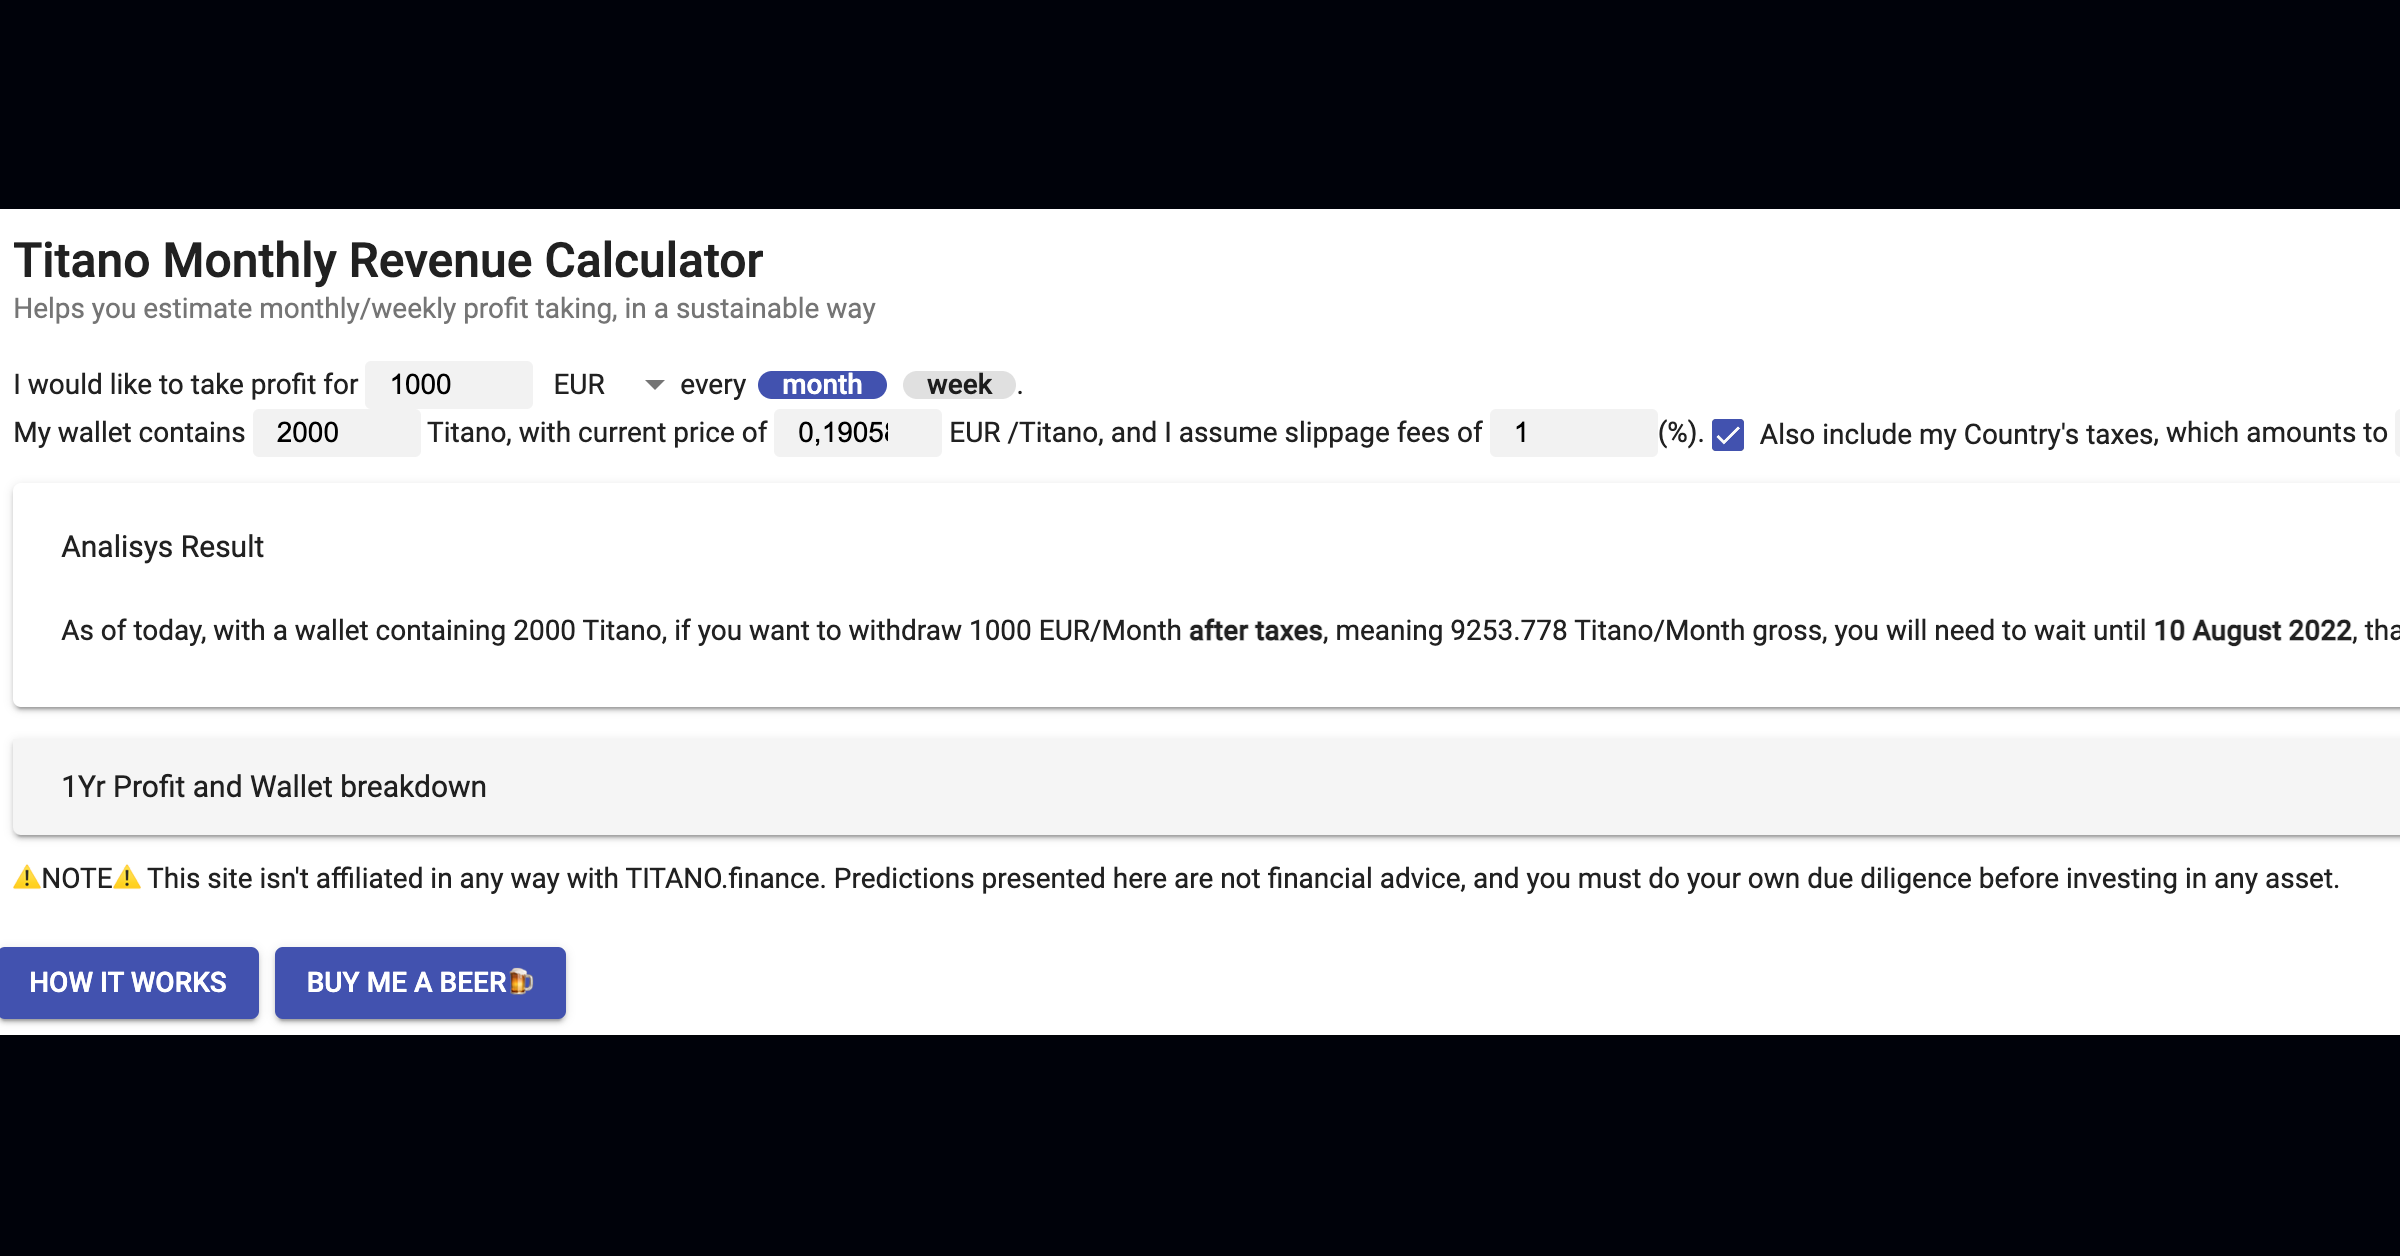 Titano Monthly Revenue Calculator
Helps you estimate monthly/weekly profit taking, in a sustainable way
I would like to take profit for 1000 EUR every month week .
My wallet contains 2000 Titano, with current price of 0,1905 EUR /Titano, and I assume slippage fees of 1 (%). Also include my Country's taxes, which amounts to
Analisys Result
As of today, with a wallet containing 2000 Titano, if you want to withdraw 1000 EUR/Month after taxes, meaning 9253.778 Titano/Month gross, you will need to wait until 10 August 2022,
1Yr Profit and Wallet breakdown
⚠️NOTE⚠️ This site isn't affiliated in any way with TITANO.finance. Predictions presented here are not financial advice, and you must do your own due diligence before investing in any asset.
HOW IT WORKS BUY ME A BEER🍺